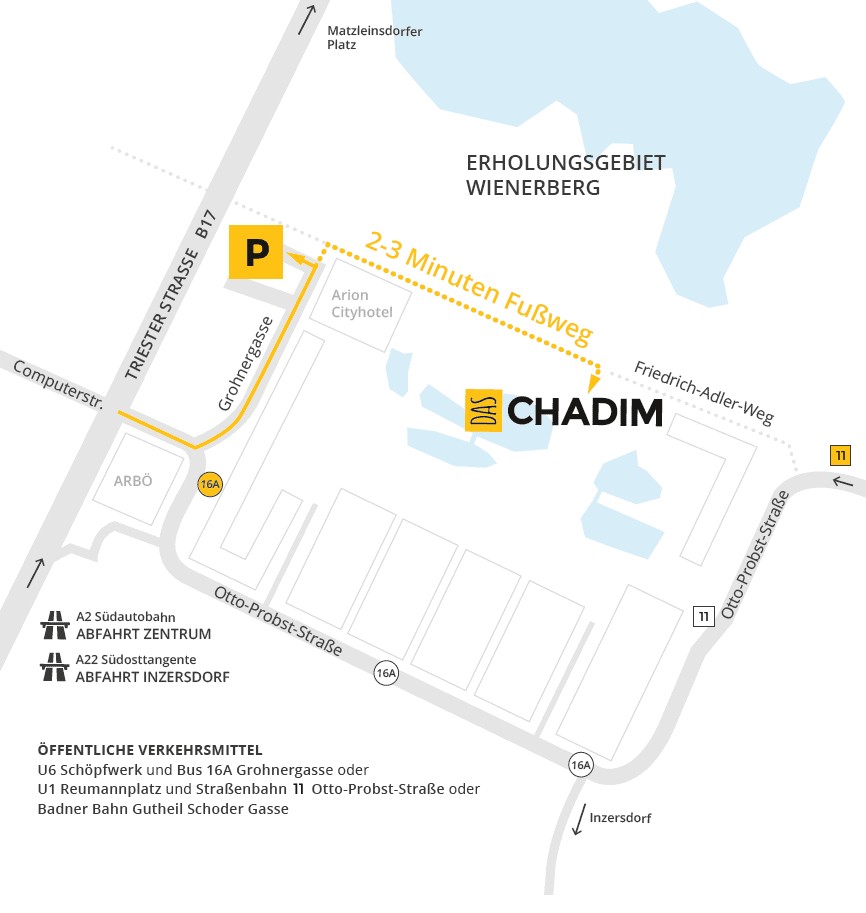 Matzleinsdorfer
Platz
ERHOLUNGSGEBIET
WIENERBERG
TRIESTER STRASSE B17
P
2-3 Minuten Fußweg
Arion
Cityhotel
Grohnergasse
Computerstr.
Friedrich-Adler-Weg
DAS
CHADIM
11
ARBÖ
16A
Otto-Probst-Straße
Otto-Probst-Straße
11
A2 Südautobahn
ABFAHRT ZENTRUM
A22 Südosttangente
ABFAHRT INZERSDORF
16A
16A
ÖFFENTLICHE VERKEHRSMITTEL
U6 Schöpfwerk und Bus 16A Grohnergasse oder
U1 Reumannplatz und Straßenbahn 11 Otto-Probst-Straße oder
Badner Bahn Gutheil Schoder Gasse
Inzersdorf